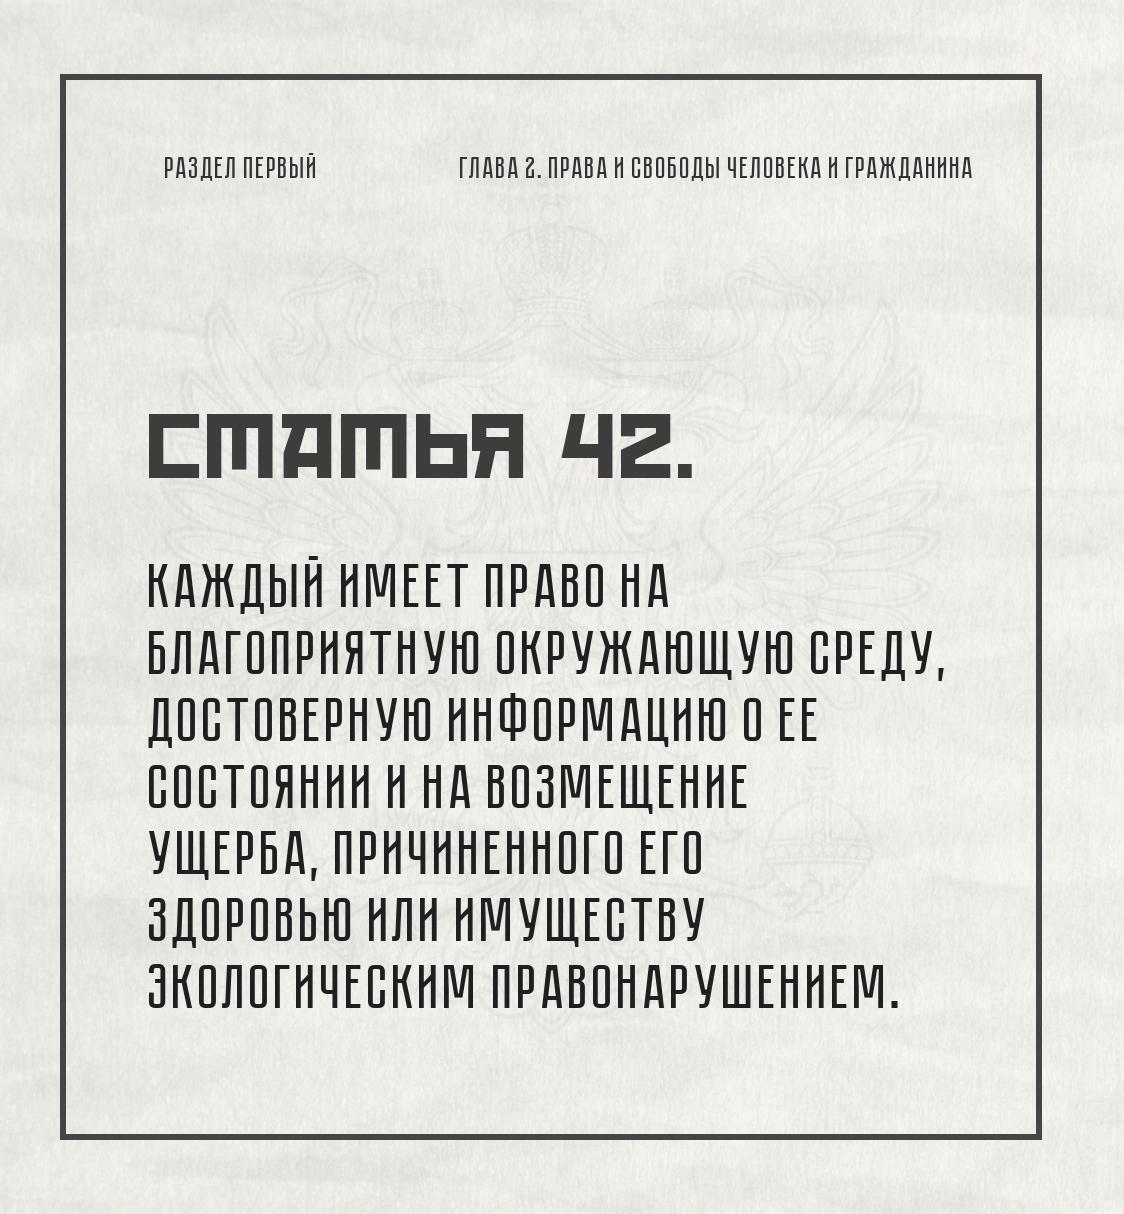 РАЗДЕЛ ПЕРВЫЙ
ГЛАВА 2. ПРАВА И СВОБОДЫ ЧЕЛОВЕКА И ГРАЖДАНИНА
СТАТЬЯ 42.
КАЖДЫЙ ИМЕЕТ ПРАВО НА
БЛАГОПРИЯТНУЮ ОКРУЖАЮЩУЮ СРЕДУ,
ДОСТОВЕРНУЮ ИНФОРМАЦИЮ О ЕЕ
СОСТОЯНИИ И НА ВОЗМЕЩЕНИЕ
УЩЕРБА, ПРИЧИНЕННОГО ЕГО
ЗДОРОВЬЮ ИЛИ ИМУЩЕСТВУ
ЭКОЛОГИЧЕСКИМ ПРАВОНАРУШЕНИЕМ.